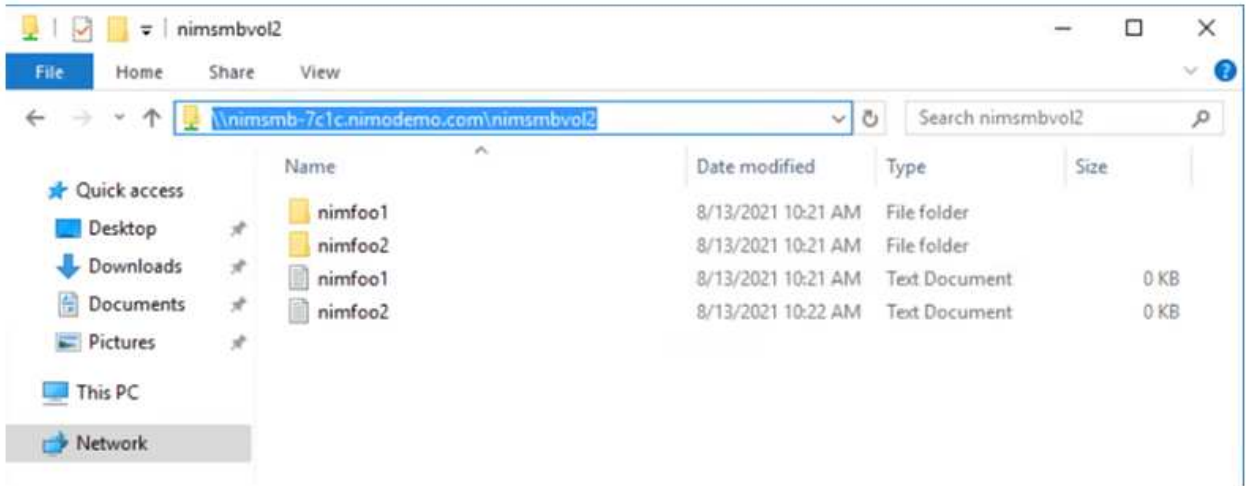 nimsmbvol2
File Home Share View
\\nimsmb-7c1c.nimodemo.com\nimsmbvol2 Search nimsmbvol2
Name Date modified Type Size
Quick access
Desktop
Downloads
Documents
Pictures
This PC
Network
nimfoo1 8/13/2021 10:21 AM File folder
nimfoo2 8/13/2021 10:21 AM File folder
nimfoo1 8/13/2021 10:21 AM Text Document 0 KB
nimfoo2 8/13/2021 10:22 AM Text Document 0 KB